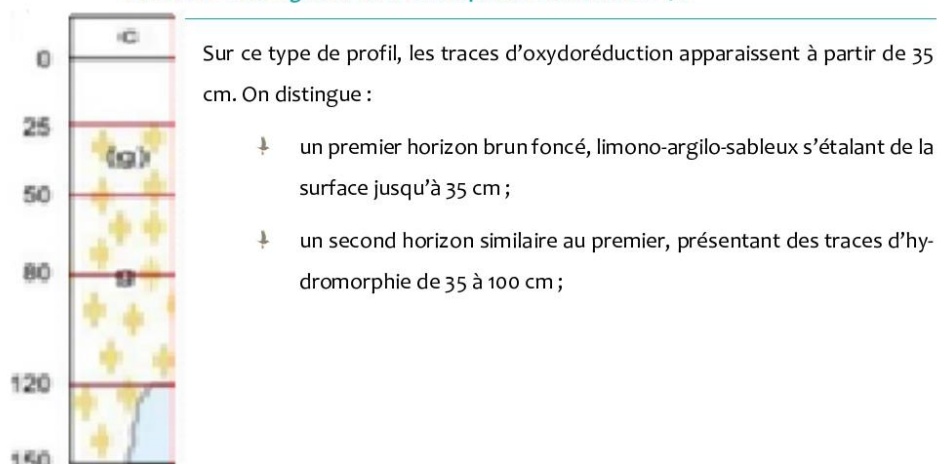 c
0
25
(g)
50
80
g
120
150
Sur ce type de profil, les traces d'oxydoréduction apparaissent à partir de 35
cm. On distingue :
un premier horizon brun foncé, limono-argilo-sableux s'étalant de la
surface jusqu'à 35 cm ;
un second horizon similaire au premier, présentant des traces d'hy-
dromorphie de 35 à 100 cm ;